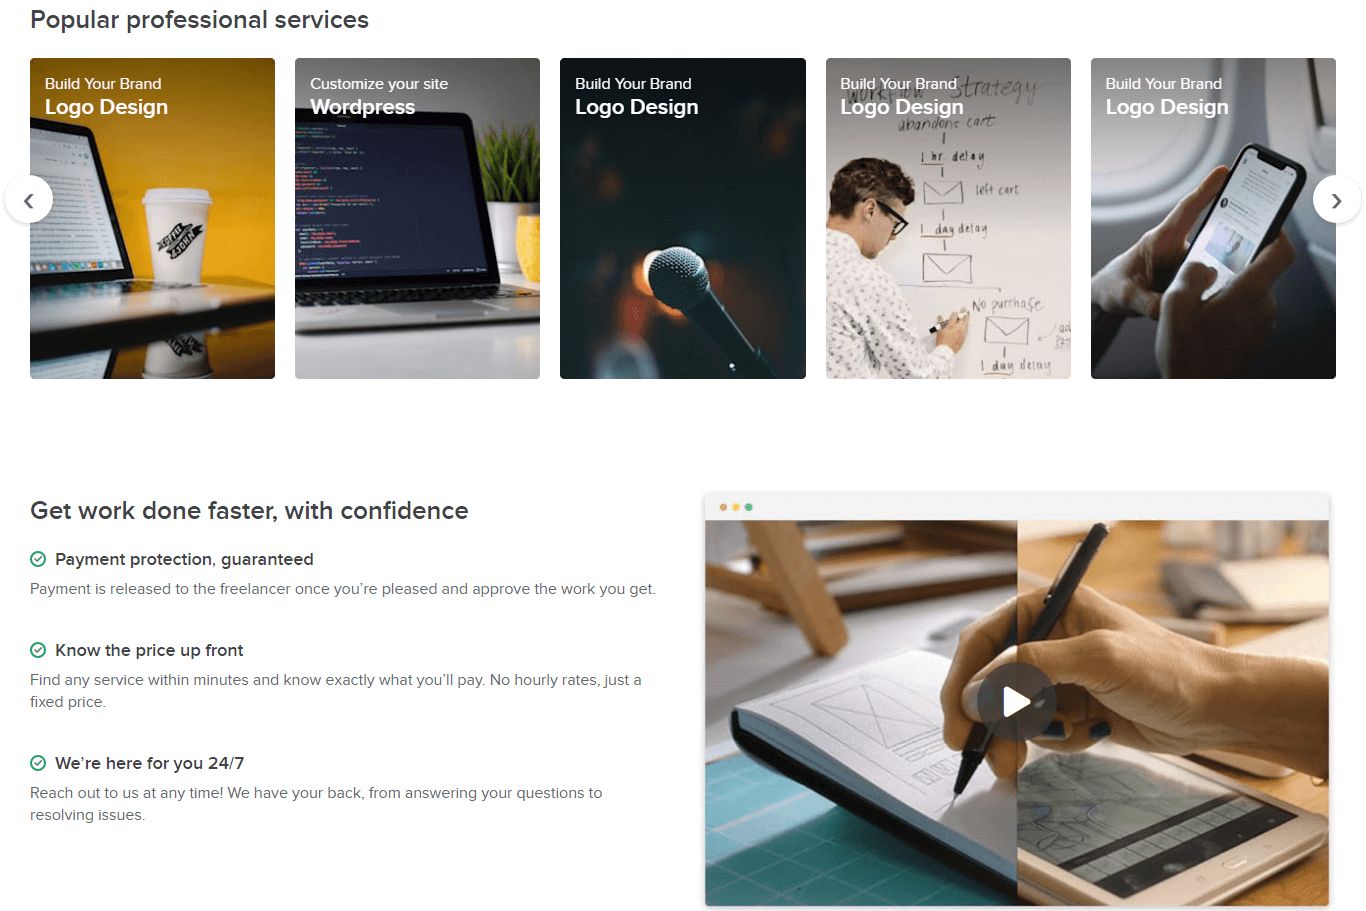 Popular professional services
Build Your Brand
Logo Design
Customize your site
Wordpress
Build Your Brand
Logo Design
Build Your Brand
Logo Design
Build Your Brand
Logo Design
COFFEE
JOHN
Workflow Strategy
abandons cart
1 hr delay
left cart
1 day delay
No purchase
1 day delay
Get work done faster, with confidence
Payment protection, guaranteed
Payment is released to the freelancer once you’re pleased and approve the work you get.
Know the price up front
Find any service within minutes and know exactly what you’ll pay. No hourly rates, just a
fixed price.
We’re here for you 24/7
Reach out to us at any time! We have your back, from answering your questions to
resolving issues.